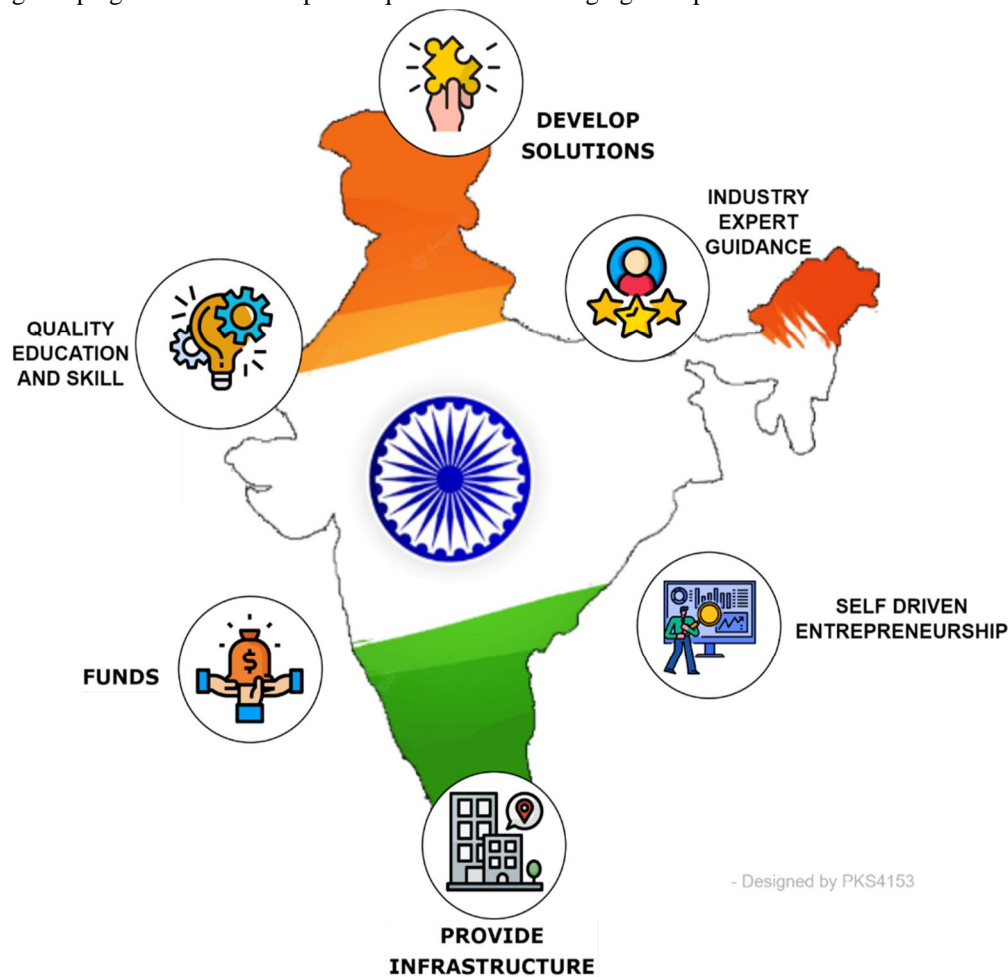 DEVELOP
SOLUTIONS
INDUSTRY
EXPERT
GUIDANCE
QUALITY
EDUCATION
AND SKILL
SELF DRIVEN
ENTREPRENEURSHIP
FUNDS
- Designed by PKS4153
PROVIDE
INFRASTRUCTURE